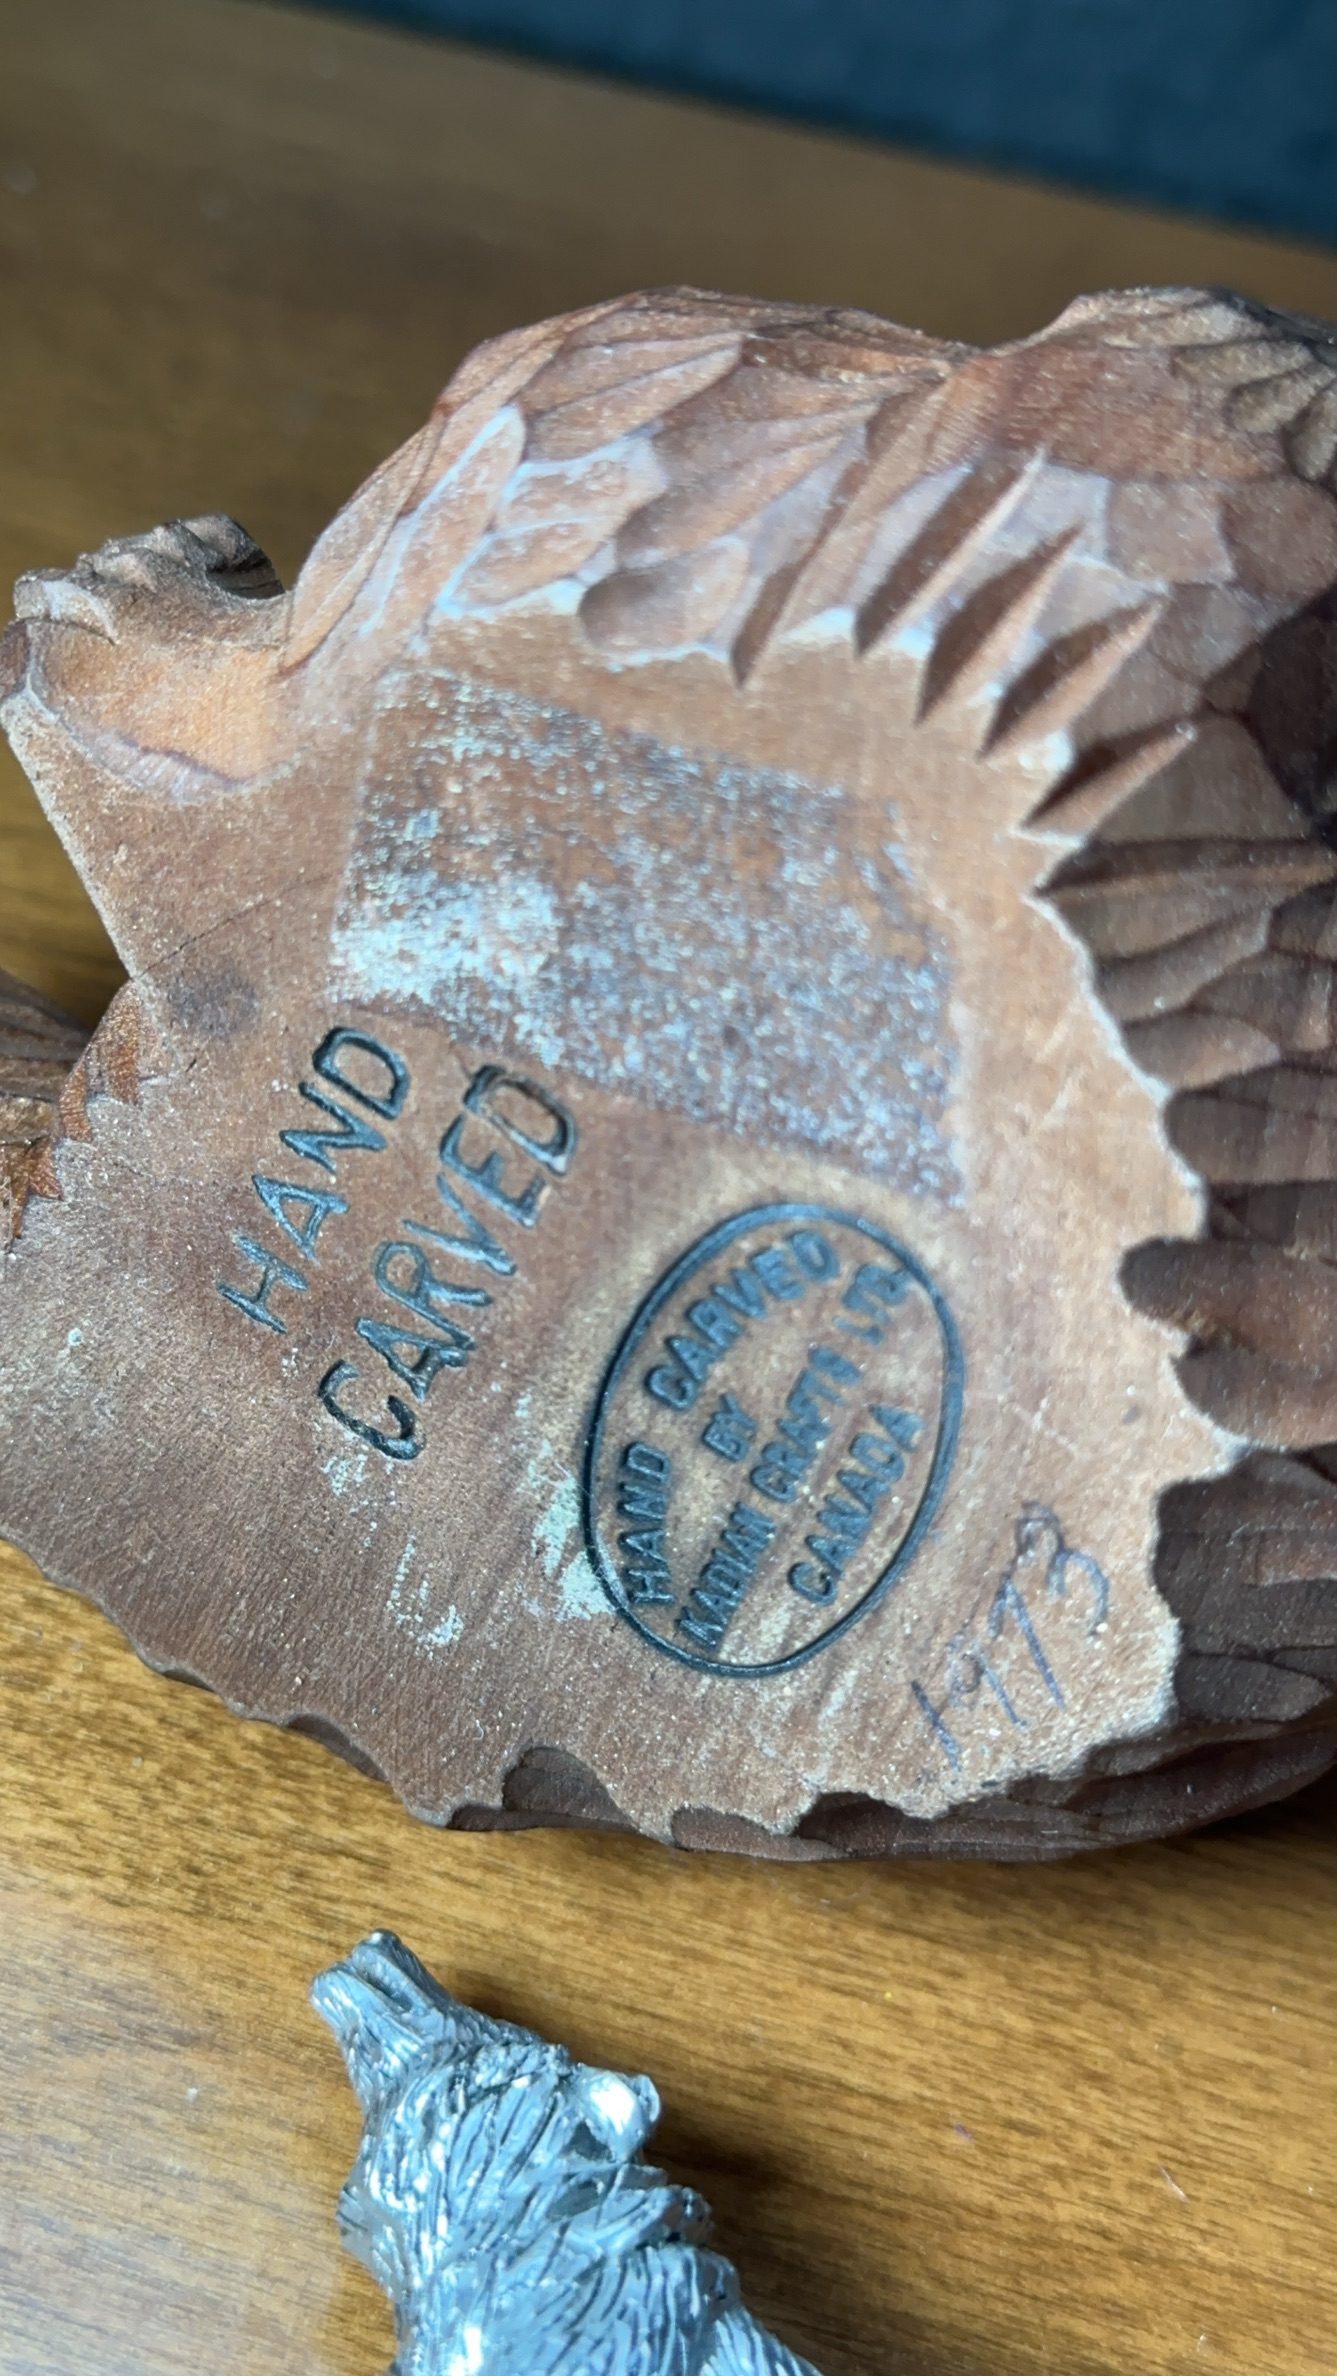 HAND
CARVED
HAND CARVED
BY
KADIAN CRAFTS LTD.
CANADA
1973